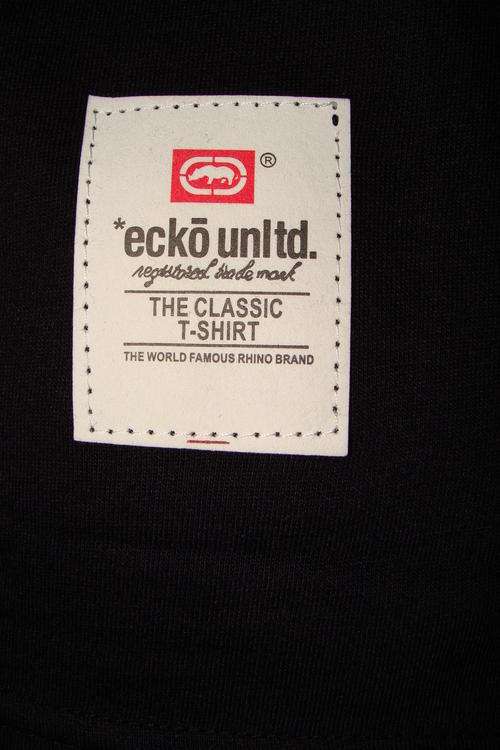 ®
*eckō unltd.
registered trade mark
THE CLASSIC
T-SHIRT
THE WORLD FAMOUS RHINO BRAND